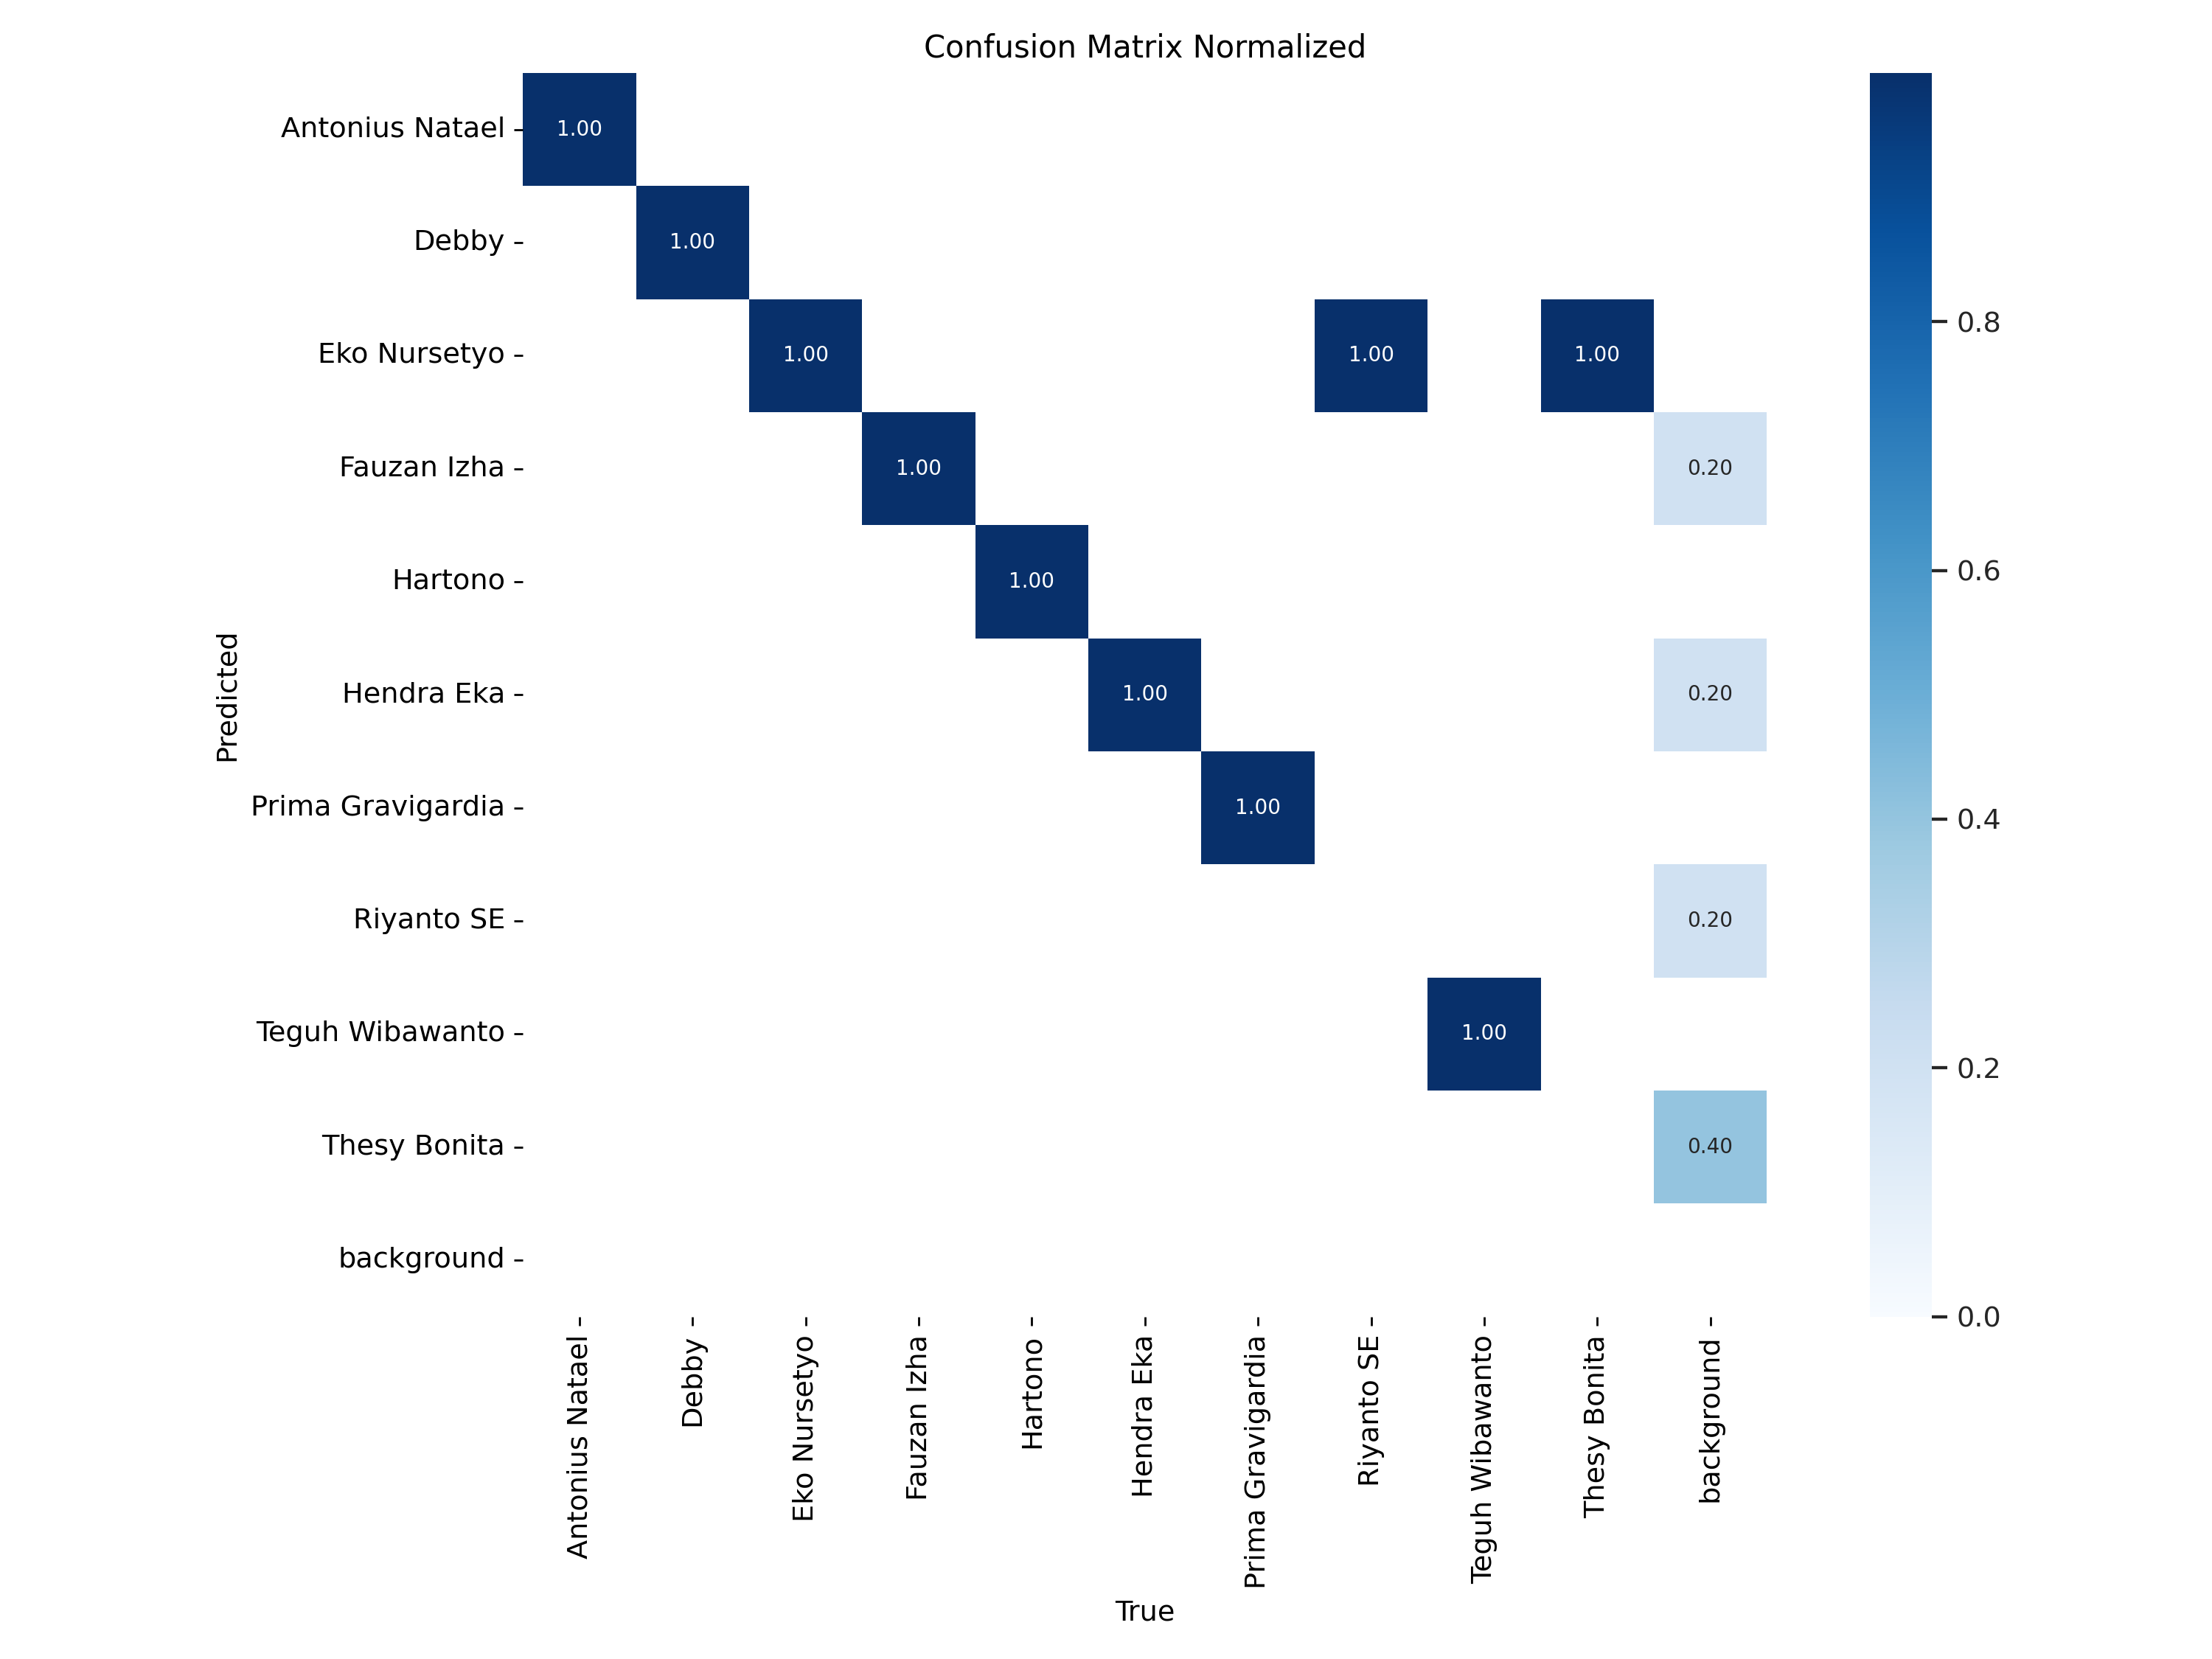 Confusion Matrix Normalized
Predicted
Antonius Natael
1.00
Debby
1.00
Eko Nursetyo
1.00 1.00 1.00
Fauzan Izha
1.00 0.20
Hartono
1.00
Hendra Eka
1.00 0.20
Prima Gravigardia
1.00
Riyanto SE
0.20
Teguh Wibawanto
1.00
Thesy Bonita
0.40
background
Antonius Natael
Debby
Eko Nursetyo
Fauzan Izha
Hartono
Hendra Eka
Prima Gravigardia
Riyanto SE
Teguh Wibawanto
Thesy Bonita
background
True
0.8
0.6
0.4
0.2
0.0